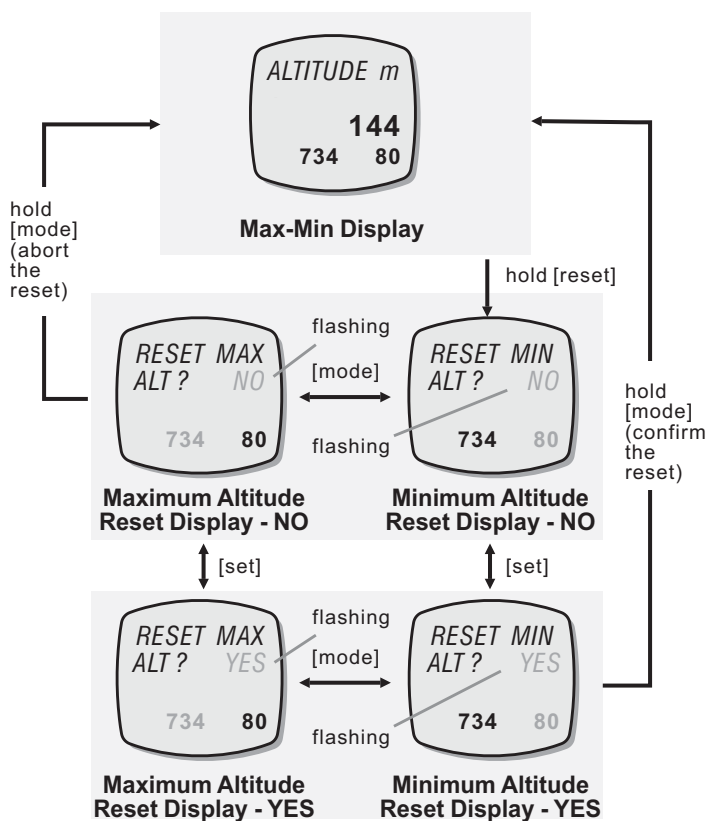 ALTITUDE m
144
734 80
Max-Min Display
hold
[mode]
(abort
the
reset)
hold [reset]
RESET MAX
ALT ? NO
734 80
flashing
[mode]
flashing
RESET MIN
ALT ? NO
734 80
hold
[mode]
(confirm
the
reset)
Maximum Altitude
Reset Display - NO
Minimum Altitude
Reset Display - NO
[set]
[set]
RESET MAX
ALT ? YES
734 80
flashing
[mode]
flashing
RESET MIN
ALT ? YES
734 80
Maximum Altitude
Reset Display - YES
Minimum Altitude
Reset Display - YES